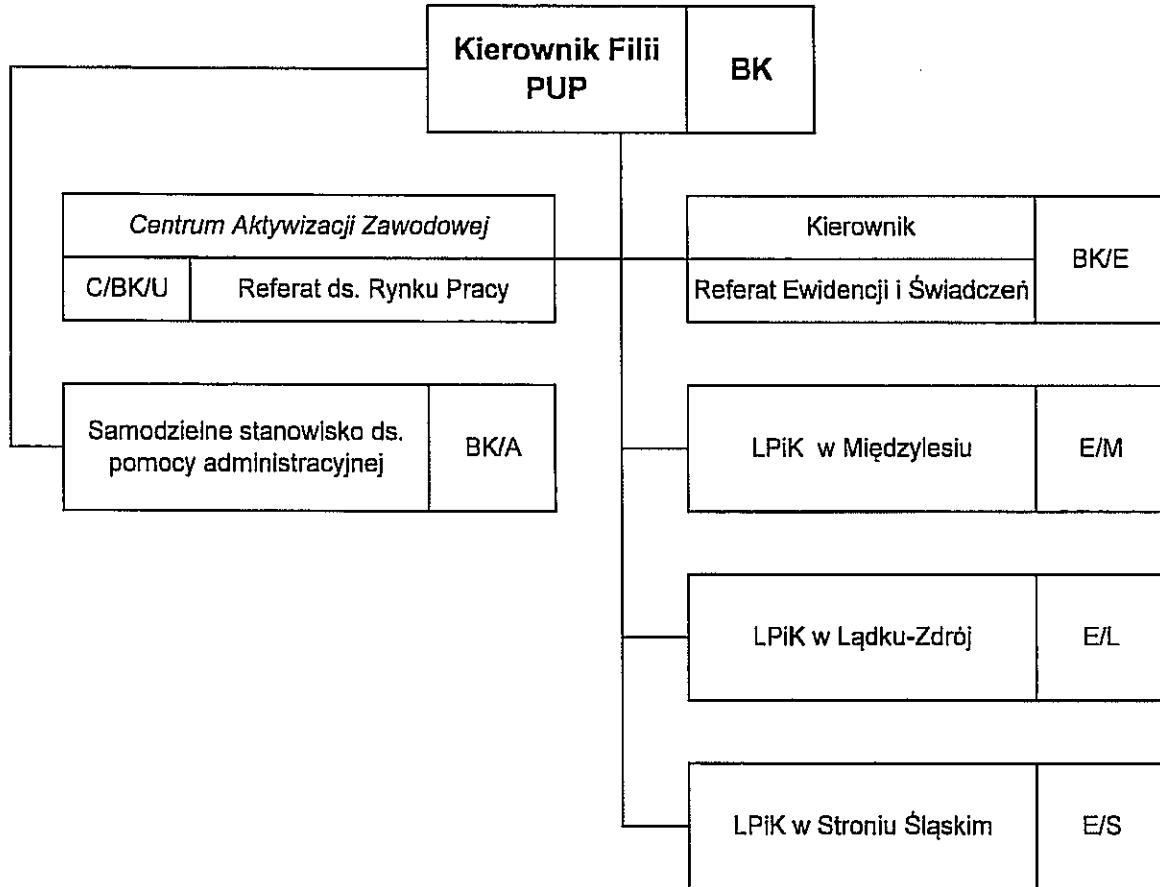 Kierownik Filii
PUP
BK
Centrum Aktywizacji Zawodowej
C/BK/U
Referat ds. Rynku Pracy
Kierownik
Referat Ewidencji i Świadczeń
BK/E
Samodzielne stanowisko ds.
pomocy administracyjnej
BK/A
LPiK w Międzylesiu
E/M
LPiK w Lądku-Zdrój
E/L
LPiK w Stroniu Śląskim
E/S